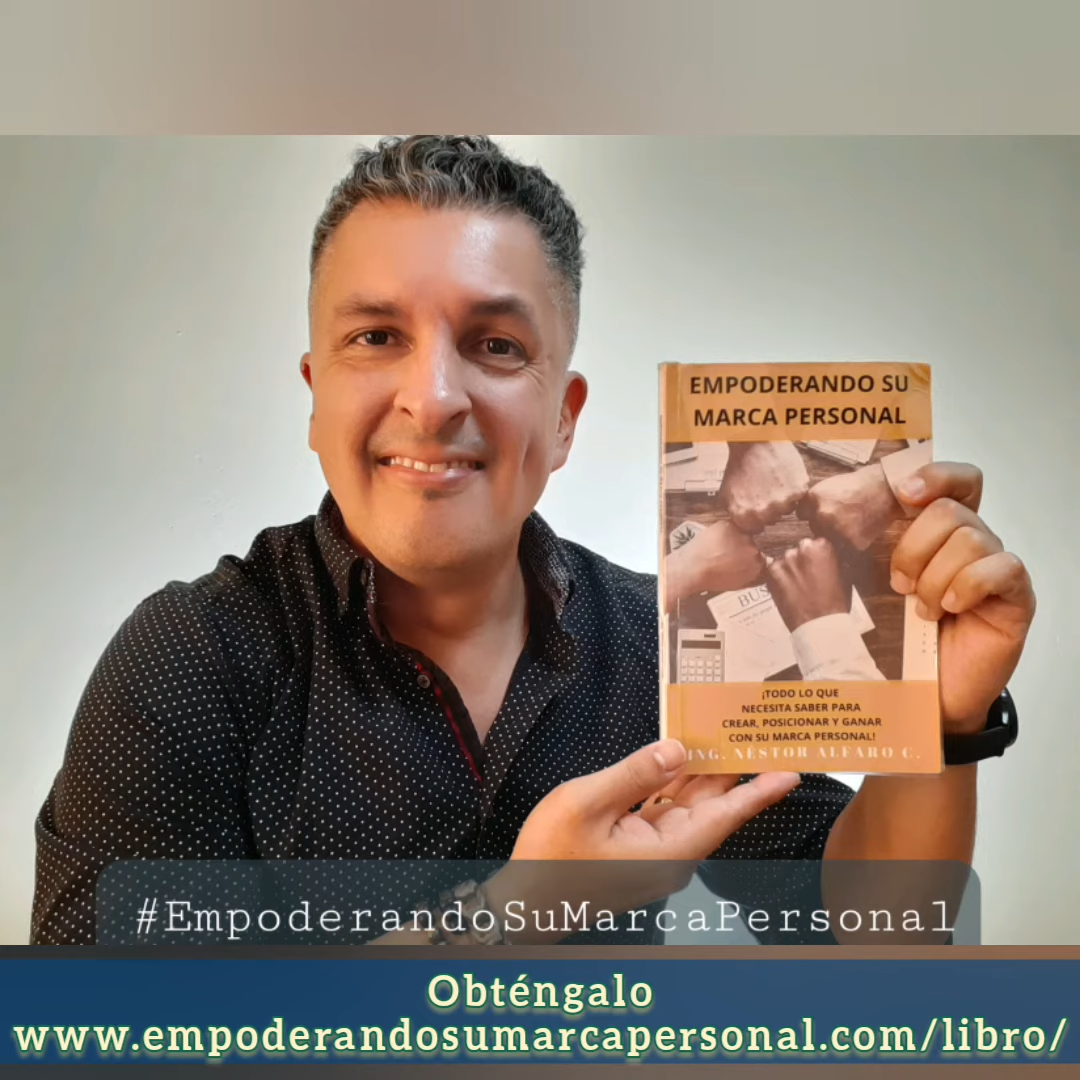 EMPODERANDO SU
MARCA PERSONAL
BUS
¡TODO LO QUE
NECESITA SABER PARA
CREAR, POSICIONAR Y GANAR
CON SU MARCA PERSONAL!
ING. NÉSTOR ALFARO C.
#EmpoderandoSuMarcaPersonal
Obténgalo
www.empoderandosumarcapersonal.com/libro/